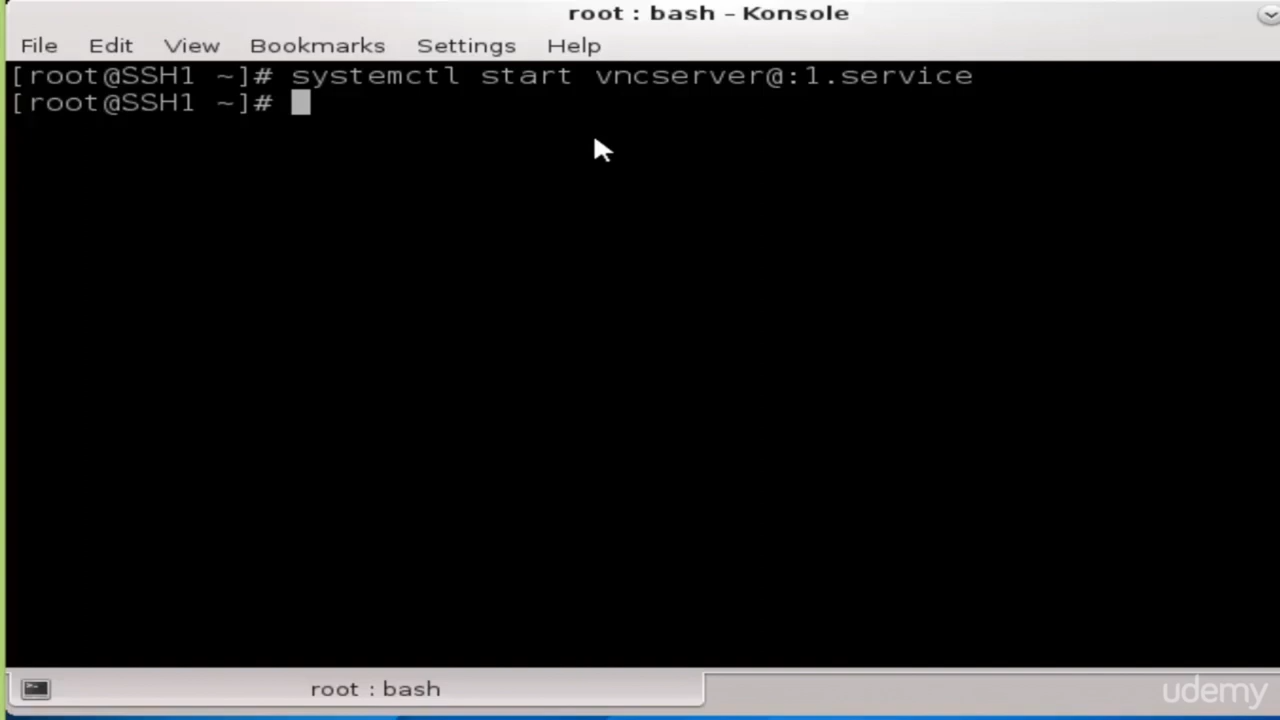 root : bash – Konsole
File Edit View Bookmarks Settings Help
[root@SSH1 ~]# systemctl start vncserver@:1.service
[root@SSH1 ~]#
root : bash
udemy